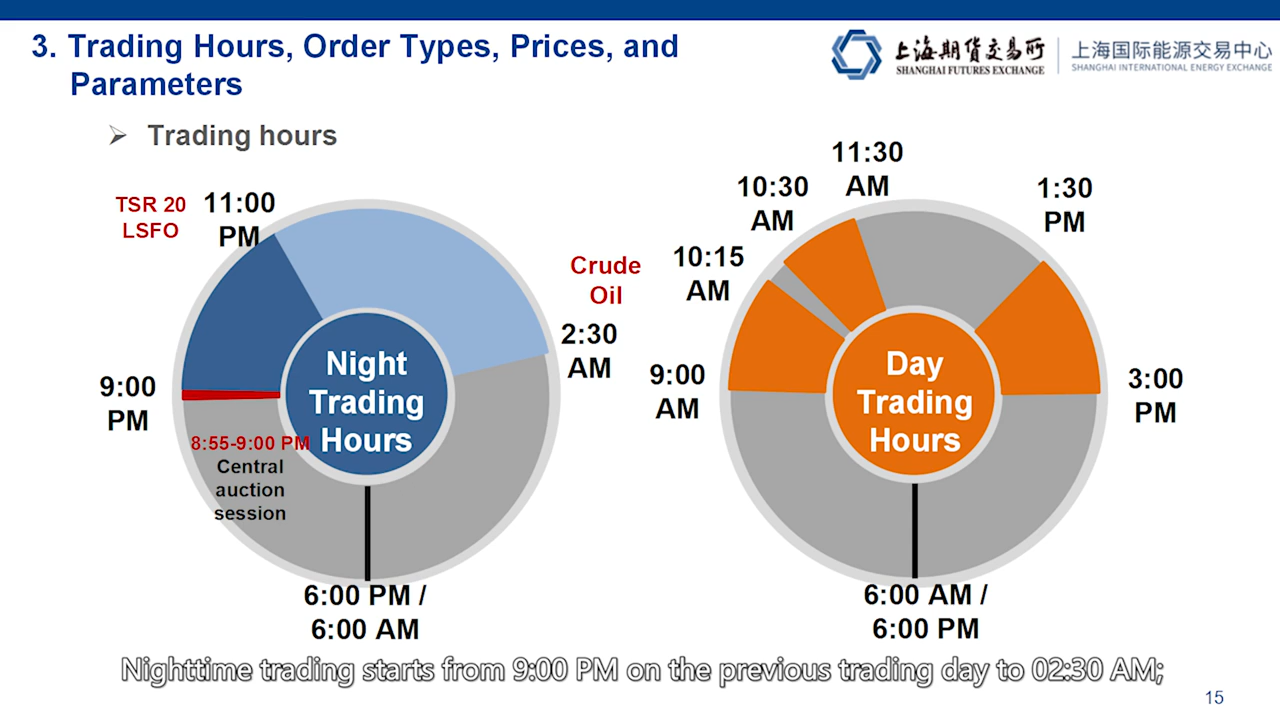 3. Trading Hours, Order Types, Prices, and
Parameters
上海期货交易所
SHANGHAI FUTURES EXCHANGE
上海国际能源交易中心
SHANGHAI INTERNATIONAL ENERGY EXCHANGE
Trading hours
TSR 20
LSFO
11:00
PM
Crude
Oil
2:30
AM
9:00
PM
8:55-9:00 PM
Central
auction
session
Night
Trading
Hours
6:00 PM /
6:00 AM
11:30
AM
10:30
AM
1:30
PM
10:15
AM
9:00
AM
3:00
PM
Day
Trading
Hours
6:00 AM /
6:00 PM
Nighttime trading starts from 9:00 PM on the previous trading day to 02:30 AM;
15